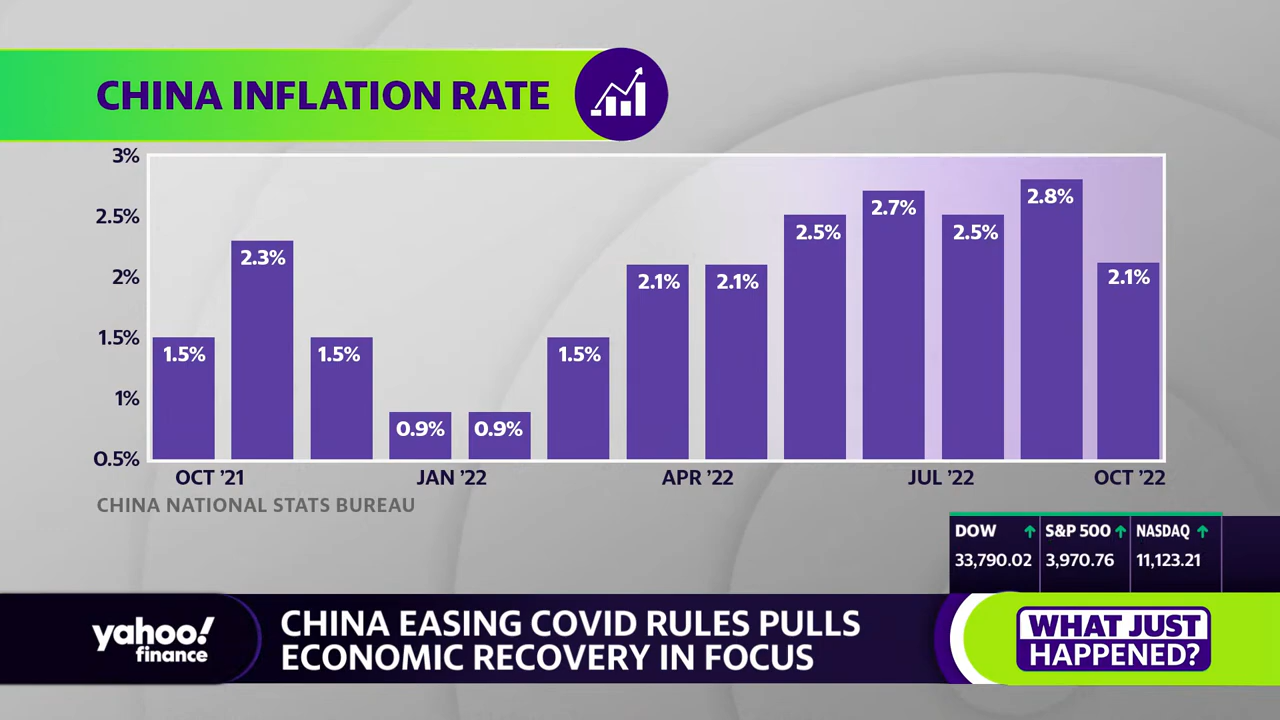 CHINA INFLATION RATE
3%
2.5%
2%
1.5%
1%
0.5%
1.5%
2.3%
1.5%
0.9%
0.9%
1.5%
2.1%
2.1%
2.5%
2.7%
2.5%
2.8%
2.1%
OCT ’21
JAN ’22
APR ’22
JUL ’22
OCT ’22
CHINA NATIONAL STATS BUREAU
DOW
33,790.02
S&P 500
3,970.76
NASDAQ
11,123.21
yahoo!
finance
CHINA EASING COVID RULES PULLS
ECONOMIC RECOVERY IN FOCUS
WHAT JUST
HAPPENED?